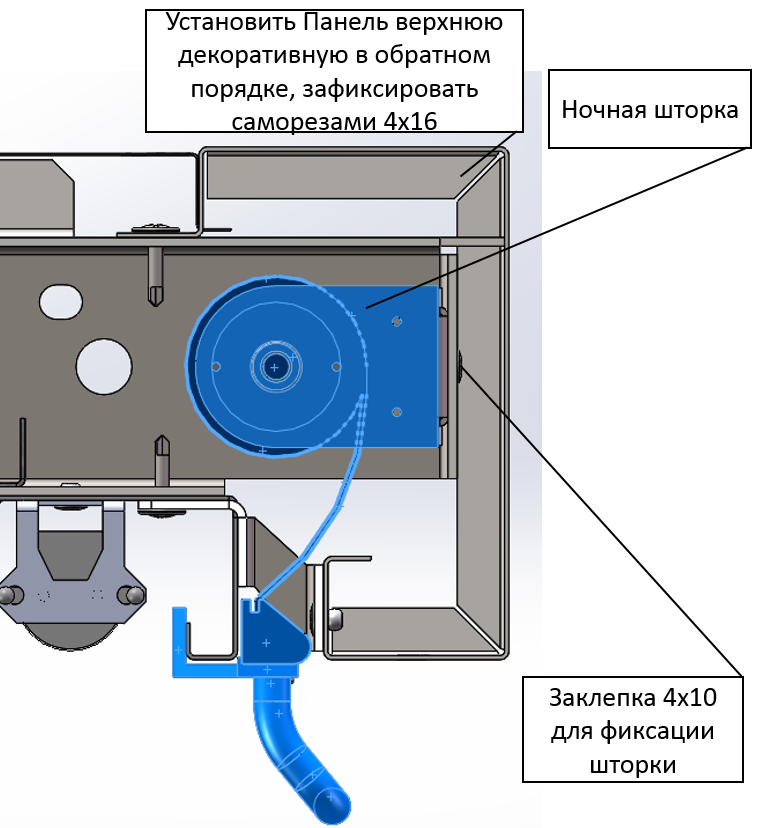 Установить Панель верхнюю
декоративную в обратном
порядке, зафиксировать
саморезами 4х16
Ночная шторка
Заклепка 4х10
для фиксации
шторки